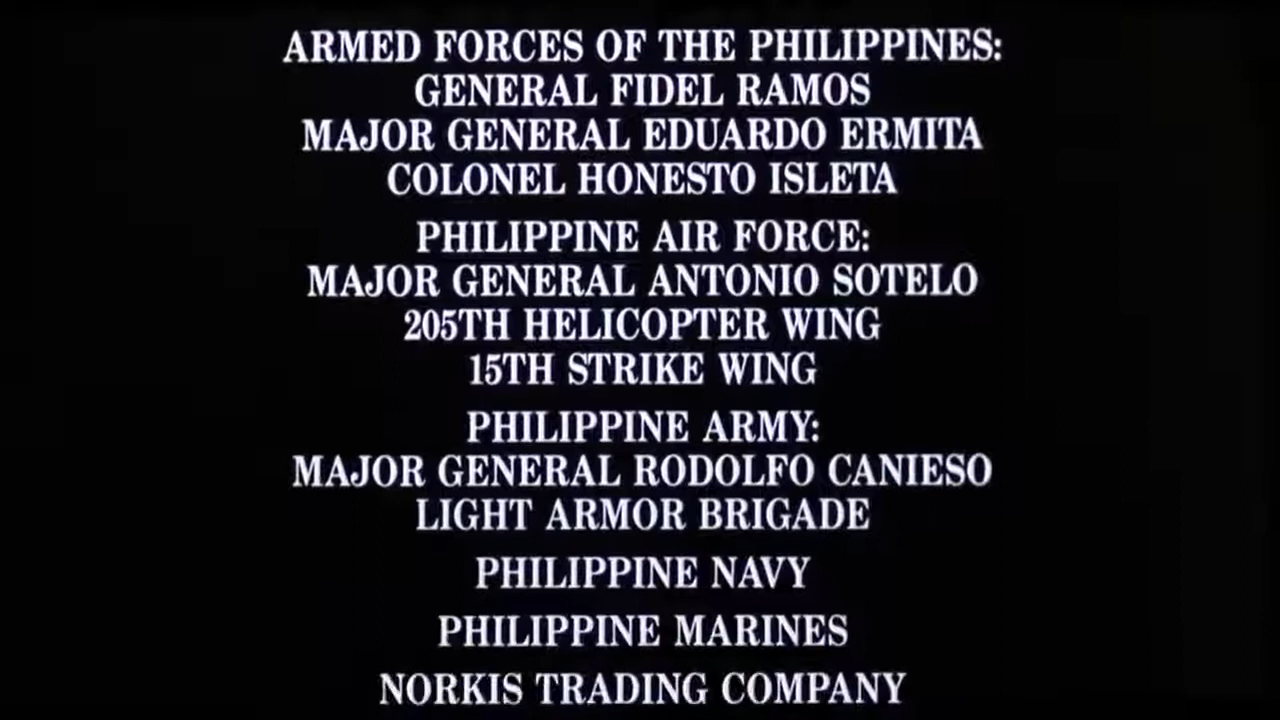 ARMED FORCES OF THE PHILIPPINES:
GENERAL FIDEL RAMOS
MAJOR GENERAL EDUARDO ERMITA
COLONEL HONESTO ISLETA
PHILIPPINE AIR FORCE:
MAJOR GENERAL ANTONIO SOTELO
205TH HELICOPTER WING
15TH STRIKE WING
PHILIPPINE ARMY:
MAJOR GENERAL RODOLFO CANIESO
LIGHT ARMOR BRIGADE
PHILIPPINE NAVY
PHILIPPINE MARINES
NORKIS TRADING COMPANY